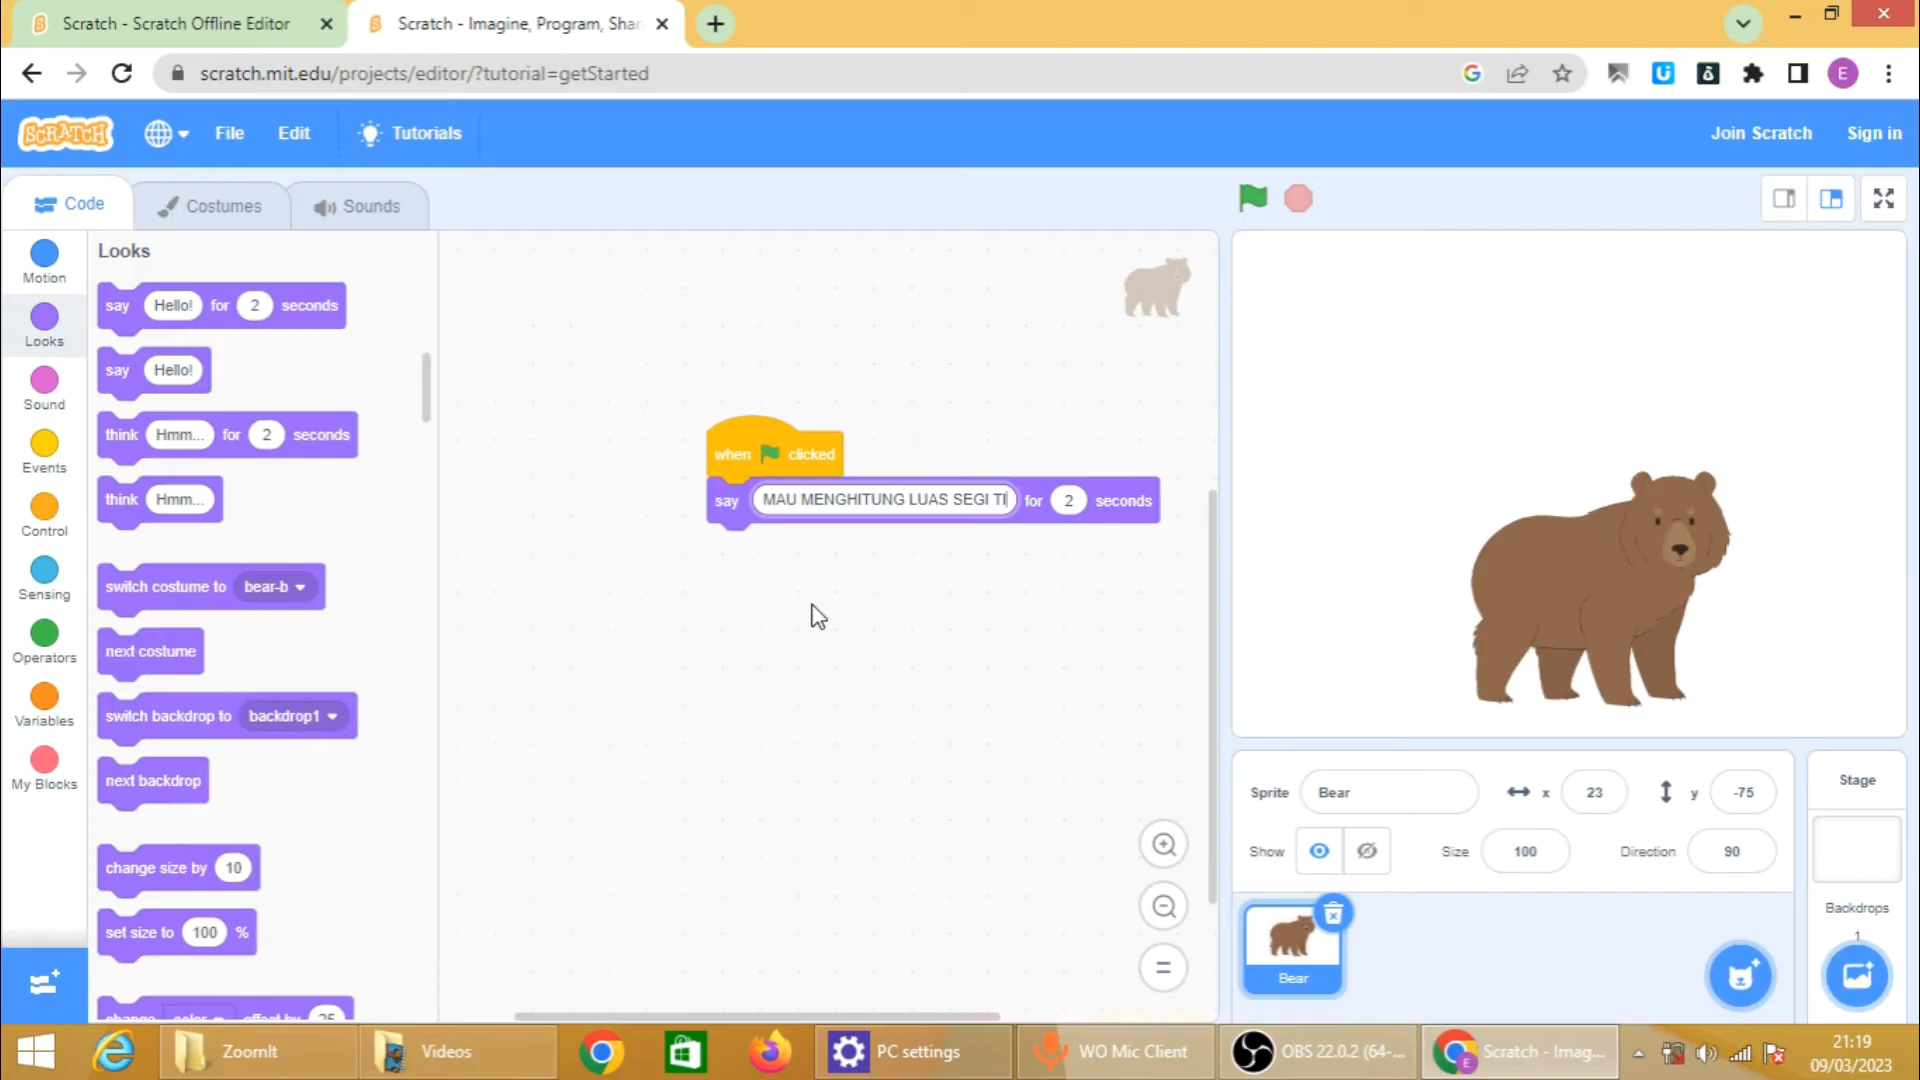 Scratch - Scratch Offline Editor
Scratch - Imagine, Program, Shar
scratch.mit.edu/projects/editor/?tutorial=getStarted
E
SCRATCH
File
Edit
Tutorials
Join Scratch
Sign in
Code
Costumes
Sounds
Motion
Looks
Sound
Events
Control
Sensing
Operators
Variables
My Blocks
Looks
say Hello! for 2 seconds
say Hello!
think Hmm... for 2 seconds
think Hmm...
switch costume to bear-b
next costume
switch backdrop to backdrop1
next backdrop
change size by 10
set size to 100 %
change color effect by 25
when clicked
say MAU MENGHITUNG LUAS SEGI TI for 2 seconds
Sprite Bear x 23 y -75
Show Size 100 Direction 90
Bear
Stage
Backdrops
1
ZoomIt
Videos
PC settings
WO Mic Client
OBS 22.0.2 (64-...
Scratch - Imag...
21:19
09/03/2023